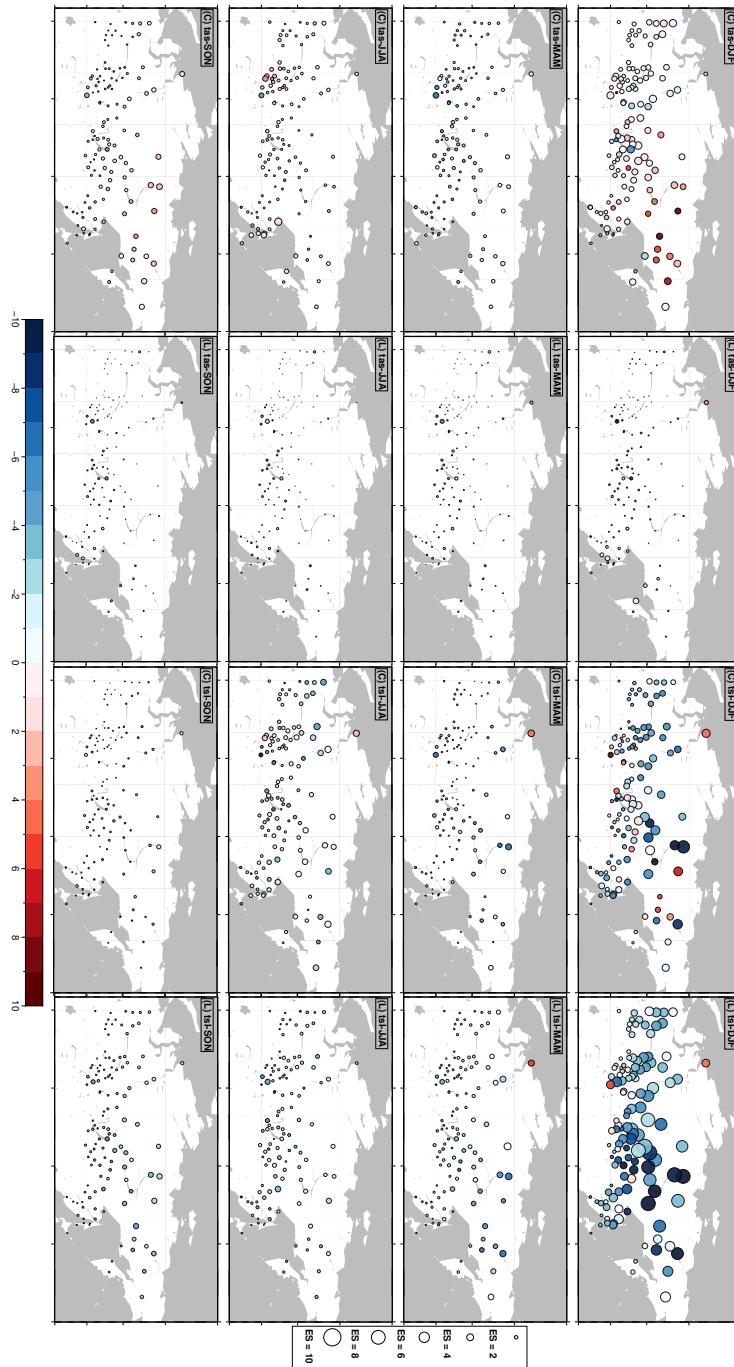 (C) tas-DJF
(L) tas-DJF
(C) tsl-DJF
(L) tsl-DJF
(C) tas-MAM
(L) tas-MAM
(C) tsl-MAM
(L) tsl-MAM
(C) tas-JJA
(L) tas-JJA
(C) tsl-JJA
(L) tsl-JJA
(C) tas-SON
(L) tas-SON
(C) tsl-SON
(L) tsl-SON
ES = 2
ES = 4
ES = 6
ES = 8
ES = 10
−10 −8 −6 −4 −2 0 2 4 6 8 10